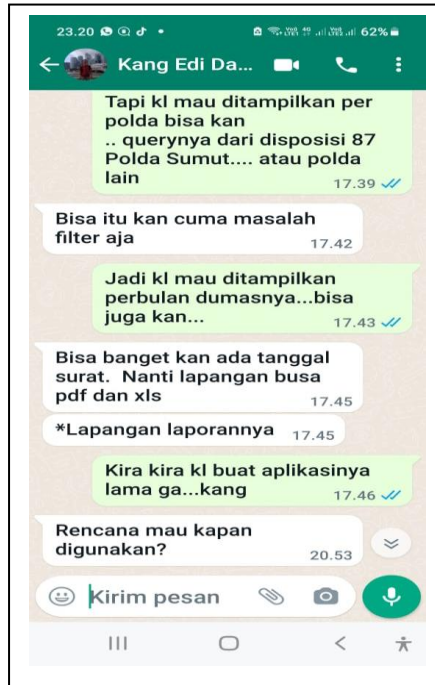 23.20
62%
Kang Edi Da...
Tapi kl mau ditampilkan per
polda bisa kan
.. querynya dari disposisi 87
Polda Sumut.... atau polda
lain
17.39
Bisa itu kan cuma masalah
filter aja
17.42
Jadi kl mau ditampilkan
perbulan dumasnya...bisa
juga kan...
17.43
Bisa banget kan ada tanggal
surat. Nanti lapangan busa
pdf dan xls
17.45
*Lapangan laporannya
17.45
Kira kira kl buat aplikasinya
lama ga...kang
17.46
Rencana mau kapan
digunakan?
20.53
Kirim pesan